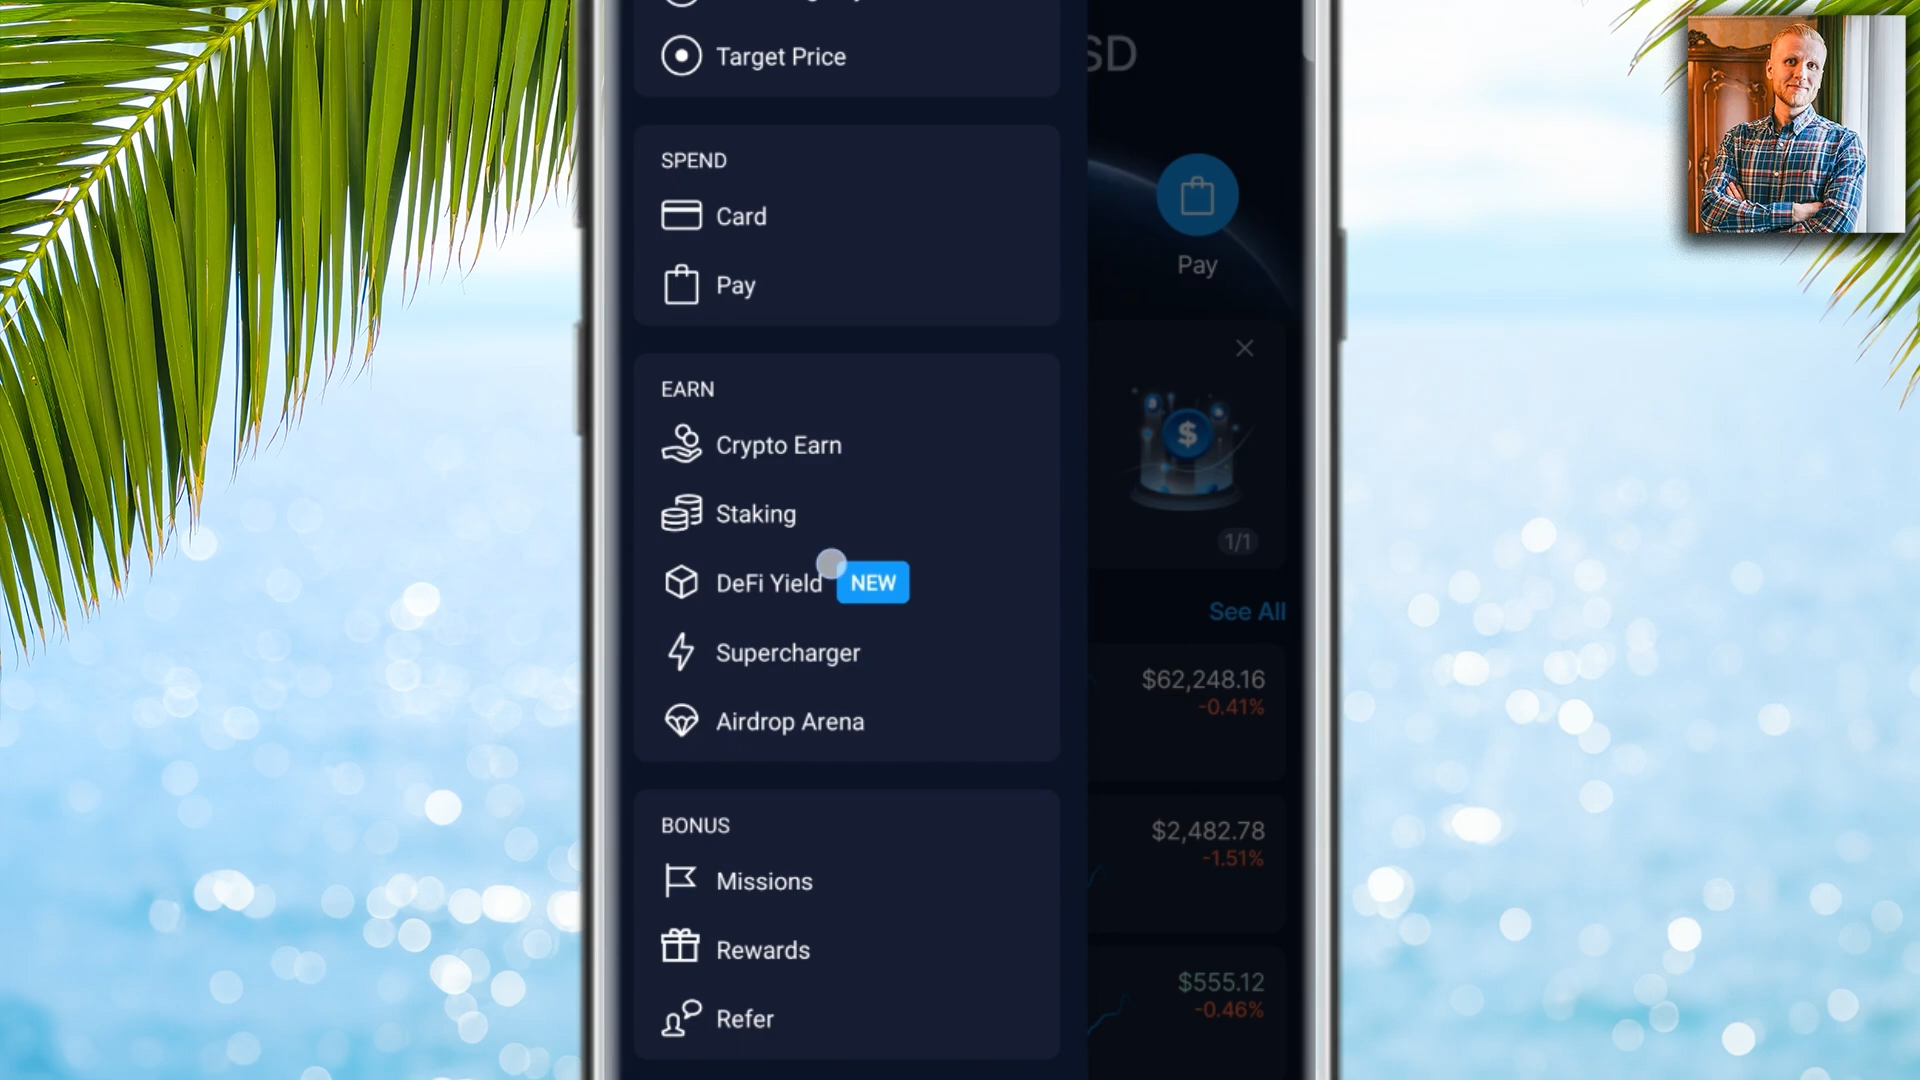 Target Price
SD
SPEND
Card
Pay
Pay
EARN
Crypto Earn
Staking
1/1
DeFi Yield NEW
See All
Supercharger
$62,248.16
-0.41%
Airdrop Arena
BONUS
$2,482.78
-1.51%
Missions
Rewards
$555.12
-0.46%
Refer